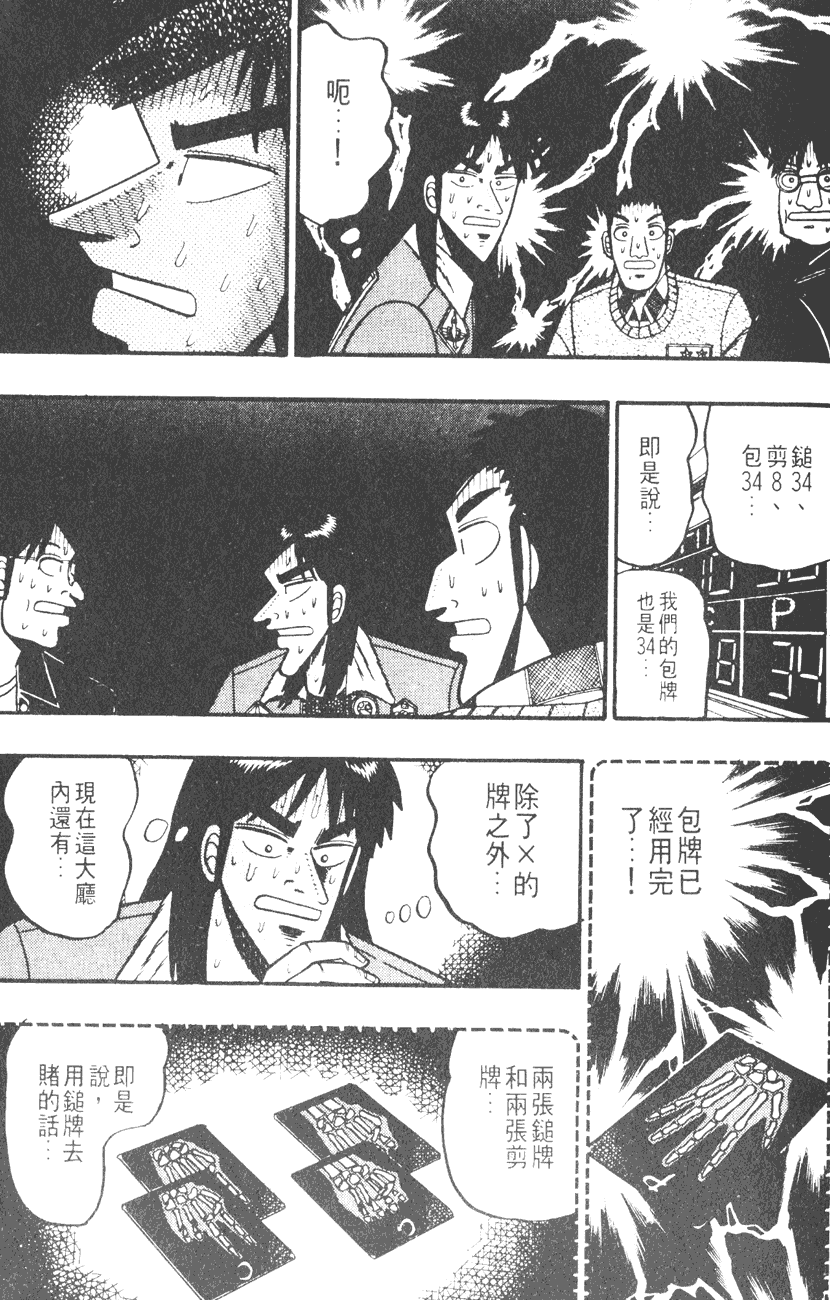 呃…！
鎚34、
剪8、
包34…
即是說…
我們的包牌
也是34…
S P
8 34
包牌已
經用完
了…！
除了×的
牌之外…
現在這大廳
內還有…
兩張鎚牌
和兩張剪
牌…
即是
說，
用鎚牌去
賭的話…